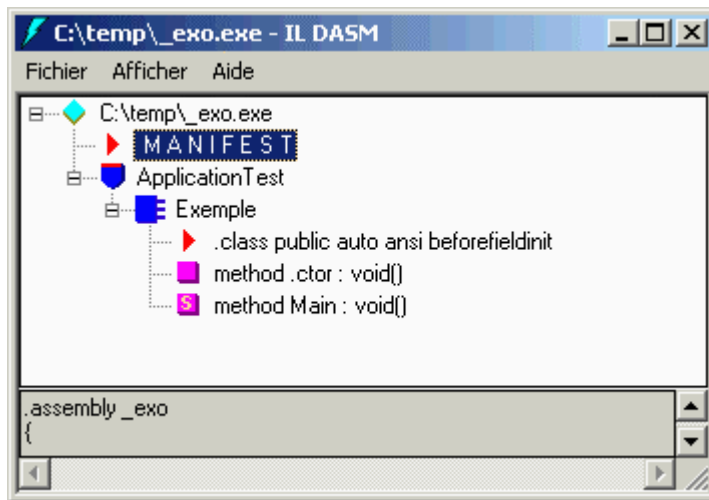 C:\temp\_exo.exe - IL DASM
Fichier Afficher Aide
C:\temp\_exo.exe
M A N I F E S T
ApplicationTest
Exemple
.class public auto ansi beforefieldinit
method .ctor : void()
S method Main : void()
.assembly _exo
{